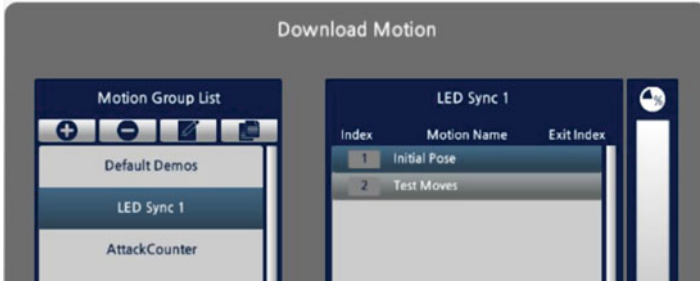 Download Motion
Motion Group List
Default Demos
LED Sync 1
AttackCounter
LED Sync 1
Index Motion Name Exit Index
1 Initial Pose
2 Test Moves
%